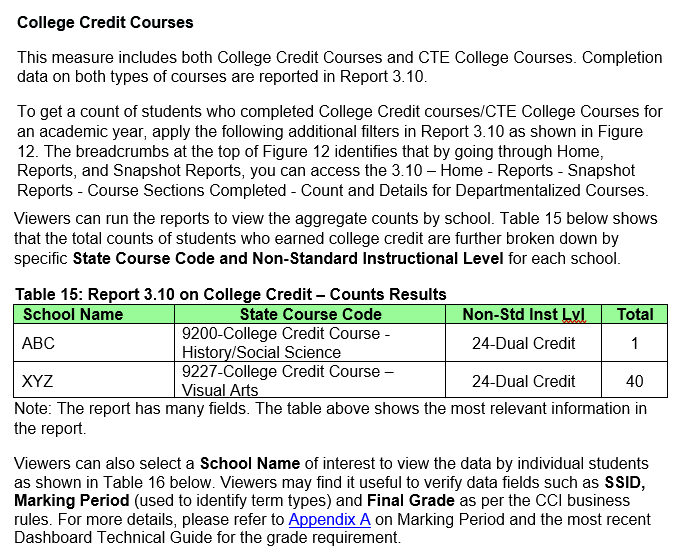 College Credit Courses
This measure includes both College Credit Courses and CTE College Courses. Completion
data on both types of courses are reported in Report 3.10.
To get a count of students who completed College Credit courses/CTE College Courses for
an academic year, apply the following additional filters in Report 3.10 as shown in Figure
12. The breadcrumbs at the top of Figure 12 identifies that by going through Home,
Reports, and Snapshot Reports, you can access the 3.10 – Home - Reports - Snapshot
Reports - Course Sections Completed - Count and Details for Departmentalized Courses.
Viewers can run the reports to view the aggregate counts by school. Table 15 below shows
that the total counts of students who earned college credit are further broken down by
specific State Course Code and Non-Standard Instructional Level for each school.
Table 15: Report 3.10 on College Credit – Counts Results
School Name State Course Code Non-Std Inst Lvl Total
ABC 9200-College Credit Course - 24-Dual Credit 1
History/Social Science
XYZ 9227-College Credit Course – 24-Dual Credit 40
Visual Arts
Note: The report has many fields. The table above shows the most relevant information in
the report.
Viewers can also select a School Name of interest to view the data by individual students
as shown in Table 16 below. Viewers may find it useful to verify data fields such as SSID,
Marking Period (used to identify term types) and Final Grade as per the CCI business
rules. For more details, please refer to Appendix A on Marking Period and the most recent
Dashboard Technical Guide for the grade requirement.